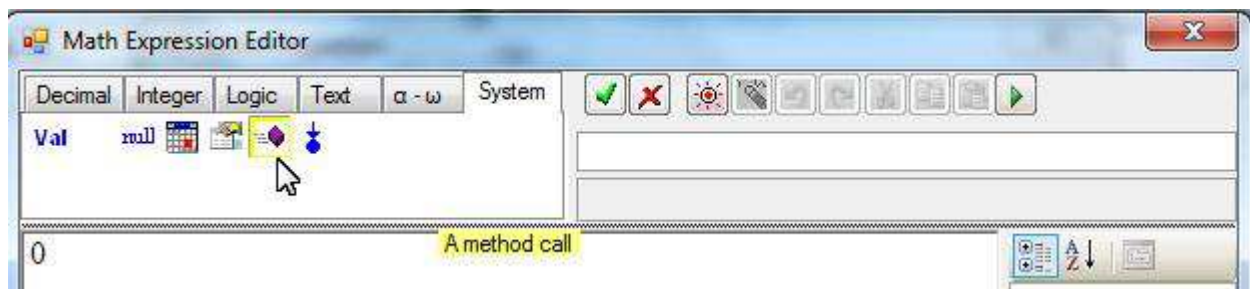 Math Expression Editor
Decimal Integer Logic Text α - ω System
Val null
A method call
0
A
Z